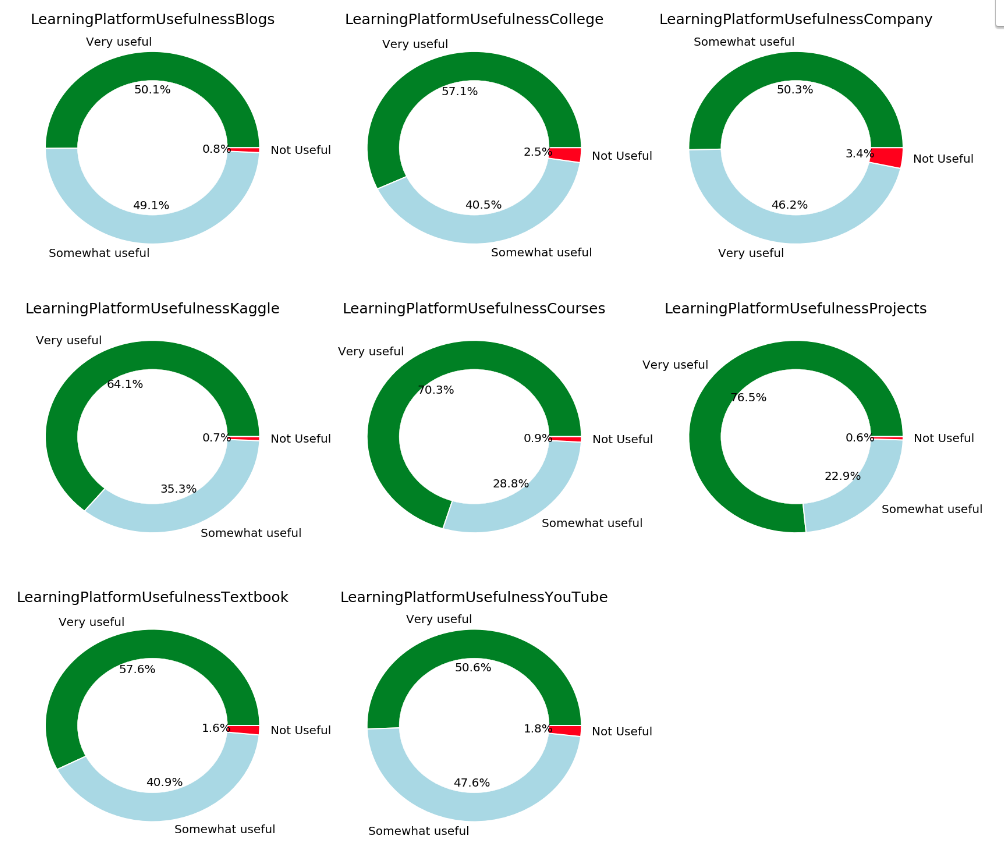 LearningPlatformUsefulnessBlogs
Very useful
50.1%
0.8%
Not Useful
49.1%
Somewhat useful
LearningPlatformUsefulnessCollege
Very useful
57.1%
2.5%
Not Useful
40.5%
Somewhat useful
LearningPlatformUsefulnessCompany
Somewhat useful
50.3%
3.4%
Not Useful
46.2%
Very useful
LearningPlatformUsefulnessKaggle
Very useful
64.1%
0.7%
Not Useful
35.3%
Somewhat useful
LearningPlatformUsefulnessCourses
Very useful
70.3%
0.9%
Not Useful
28.8%
Somewhat useful
LearningPlatformUsefulnessProjects
Very useful
76.5%
0.6%
Not Useful
22.9%
Somewhat useful
LearningPlatformUsefulnessTextbook
Very useful
57.6%
1.6%
Not Useful
40.9%
Somewhat useful
LearningPlatformUsefulnessYouTube
Very useful
50.6%
1.8%
Not Useful
47.6%
Somewhat useful